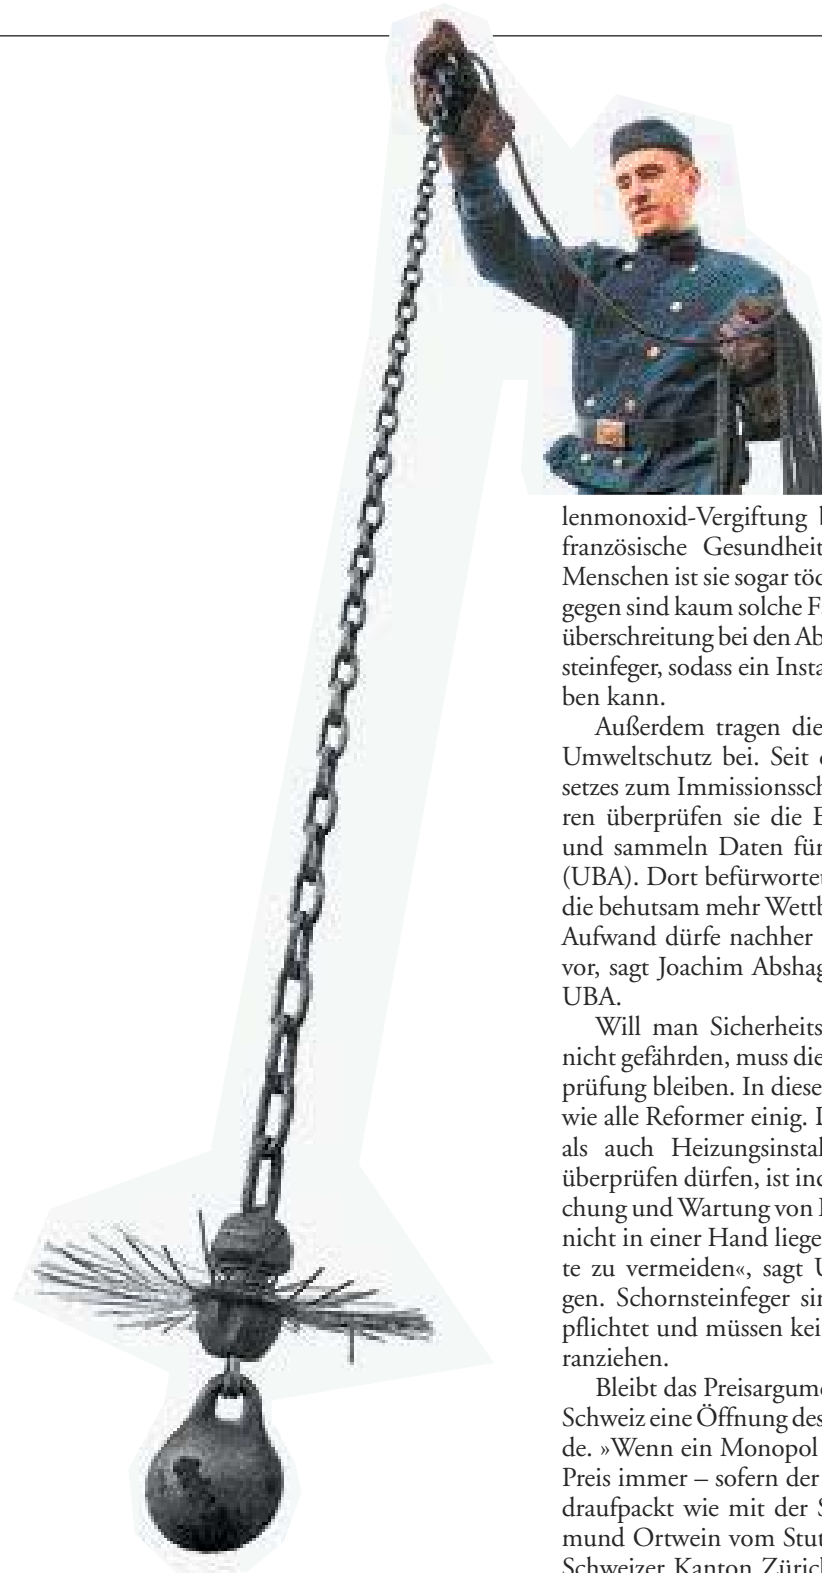 lenmonoxid-Vergiftung
französische Gesundheit
Menschen ist sie sogar töd
gegen sind kaum solche F
überschreitung bei den Ab
steinfeger, sodass ein Insta
ben kann.
Außerdem tragen die
Umweltschutz bei. Seit
setzes zum Immissionssch
ren überprüfen sie die E
und sammeln Daten für
(UBA). Dort befürwortet
die behutsam mehr Wettb
Aufwand dürfe nachher
vor, sagt Joachim Abshag
UBA.
Will man Sicherheits
nicht gefährden, muss die
prüfung bleiben. In diese
wie alle Reformer einig.
als auch Heizungsinstal
überprüfen dürfen, ist ind
chung und Wartung von
nicht in einer Hand liege
te zu vermeiden«, sagt U
gen. Schornsteinfeger sin
pflichtet und müssen kei
ranziehen.
Bleibt das Preisargume
Schweiz eine Öffnung des
de. »Wenn ein Monopol
Preis immer – sofern der
draufpackt wie mit der S
mund Ortwein vom Stut
Schweizer Kanton Züric